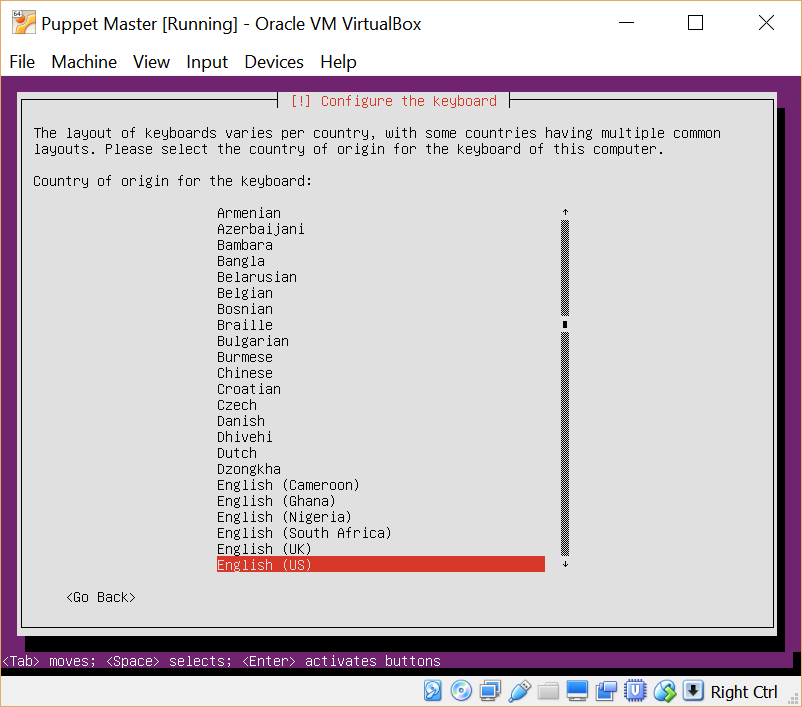 Puppet Master [Running] - Oracle VM VirtualBox
File Machine View Input Devices Help
[!] Configure the keyboard
The layout of keyboards varies per country, with some countries having multiple common
layouts. Please select the country of origin for the keyboard of this computer.
Country of origin for the keyboard:
Armenian
Azerbaijani
Bambara
Bangla
Belarusian
Belgian
Bosnian
Braille
Bulgarian
Burmese
Chinese
Croatian
Czech
Danish
Dhivehi
Dutch
Dzongkha
English (Cameroon)
English (Ghana)
English (Nigeria)
English (South Africa)
English (UK)
English (US)
<Go Back>
<Tab> moves; <Space> selects; <Enter> activates buttons
Right Ctrl